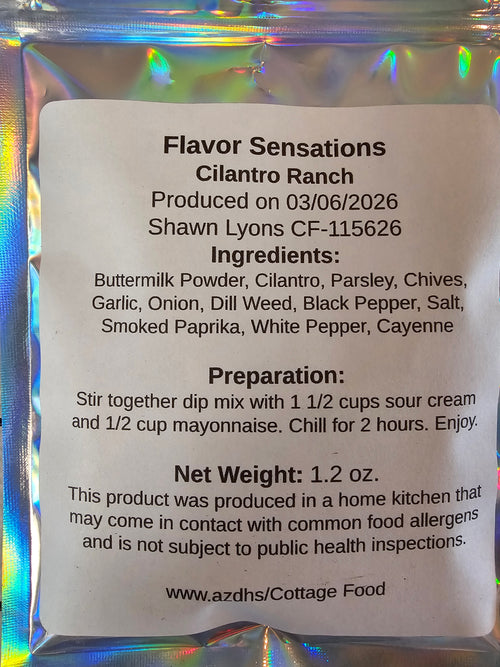 Flavor Sensations
Cilantro Ranch
Produced on 03/06/2026
Shawn Lyons CF-115626
Ingredients:
Buttermilk Powder, Cilantro, Parsley, Chives,
Garlic, Onion, Dill Weed, Black Pepper, Salt,
Smoked Paprika, White Pepper, Cayenne
Preparation:
Stir together dip mix with 1 1/2 cups sour cream
and 1/2 cup mayonnaise. Chill for 2 hours. Enjoy.
Net Weight: 1.2 oz.
This product was produced in a home kitchen that
may come in contact with common food allergens
and is not subject to public health inspections.
www.azdhs/Cottage Food